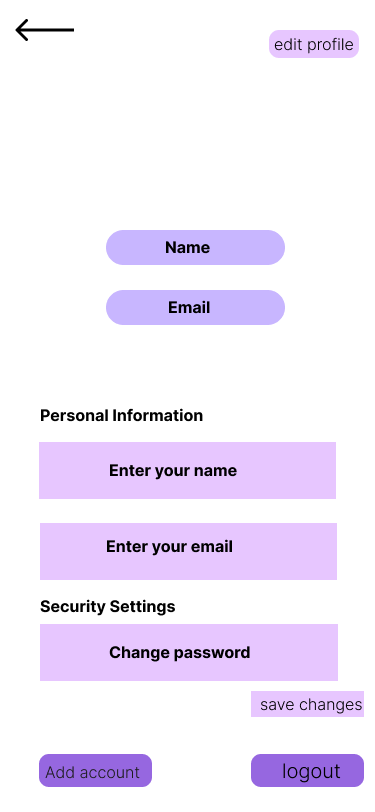 edit profile
Name
Email
Personal Information
Enter your name
Enter your email
Security Settings
Change password
save changes
Add account
logout